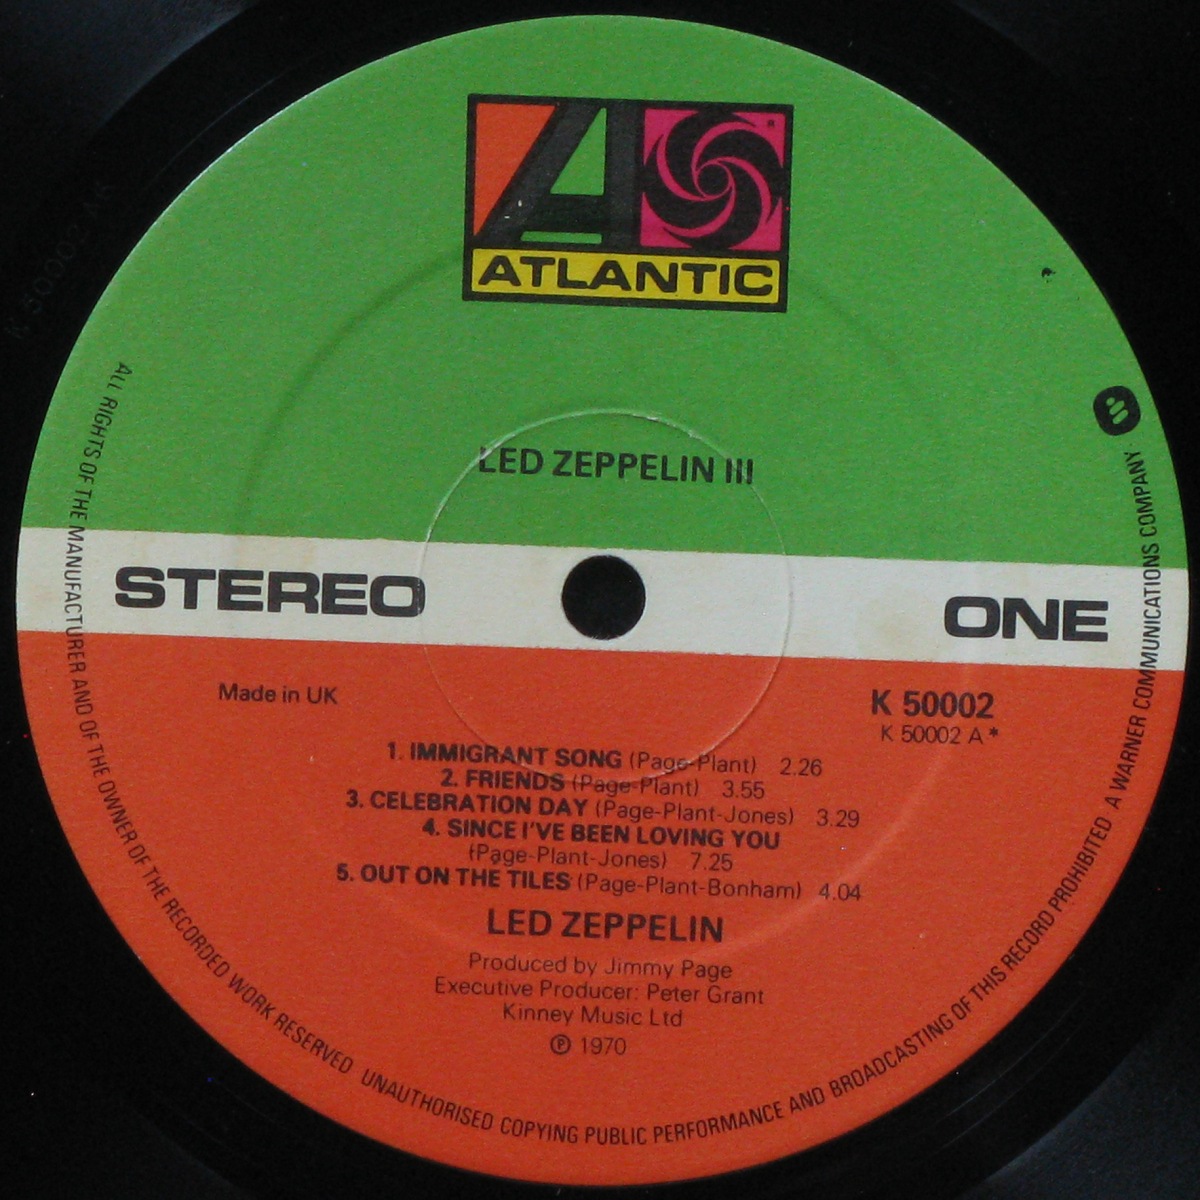 ATLANTIC
LED ZEPPELIN III
STEREO
ONE
Made in UK
K 50002
K 50002 A*
1. IMMIGRANT SONG (Page-Plant) 2.26
2. FRIENDS (Page-Plant) 3.55
3. CELEBRATION DAY (Page-Plant-Jones) 3.29
4. SINCE I'VE BEEN LOVING YOU
(Page-Plant-Jones) 7.25
5. OUT ON THE TILES (Page-Plant-Bonham) 4.04
LED ZEPPELIN
Produced by Jimmy Page
Executive Producer: Peter Grant
Kinney Music Ltd
℗ 1970
ALL RIGHTS OF THE MANUFACTURER AND OF THE OWNER OF THE RECORDED WORK RESERVED UNAUTHORISED COPYING PUBLIC PERFORMANCE AND BROADCASTING OF THIS RECORD PROHIBITED A WARNER COMMUNICATIONS COMPANY